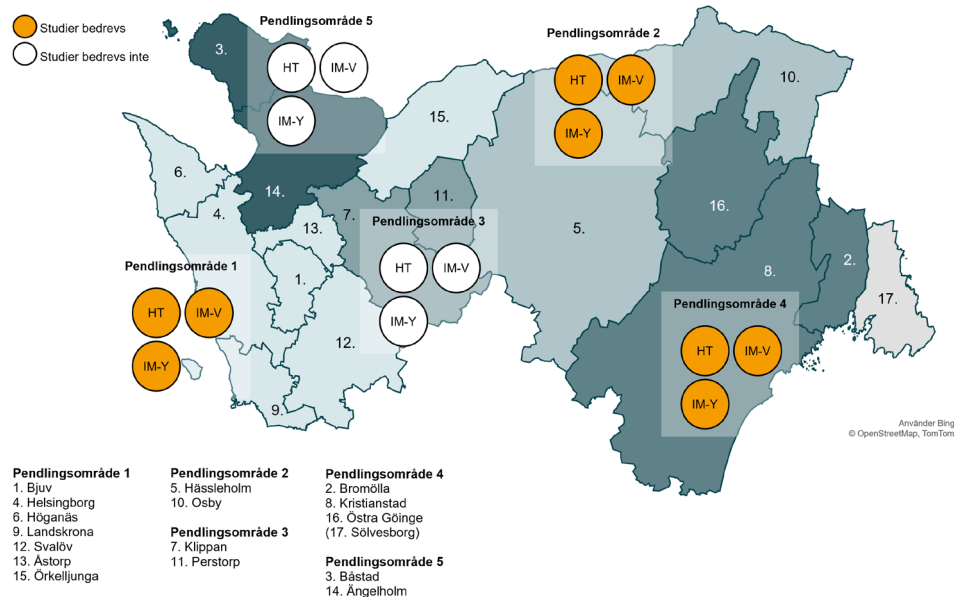 Studier bedrevs
Studier bedrevs inte
Pendlingsområde 5
HT IM-V
IM-Y
Pendlingsområde 2
HT IM-V
IM-Y
3.
10.
15.
6.
14.
11.
16.
4.
7.
13.
5.
Pendlingsområde 3
HT IM-V
IM-Y
Pendlingsområde 1
HT IM-V
IM-Y
1.
8.
2.
17.
12.
9.
Pendlingsområde 4
HT IM-V
IM-Y
Använder Bing
© OpenStreetMap, TomTom
Pendlingsområde 1
1. Bjuv
4. Helsingborg
6. Höganäs
9. Landskrona
12. Svalöv
13. Åstorp
15. Örkelljunga
Pendlingsområde 2
5. Hässleholm
10. Osby
Pendlingsområde 3
7. Klippan
11. Perstorp
Pendlingsområde 4
2. Bromölla
8. Kristianstad
16. Östra Göinge
(17. Sölvesborg)
Pendlingsområde 5
3. Båstad
14. Ängelholm